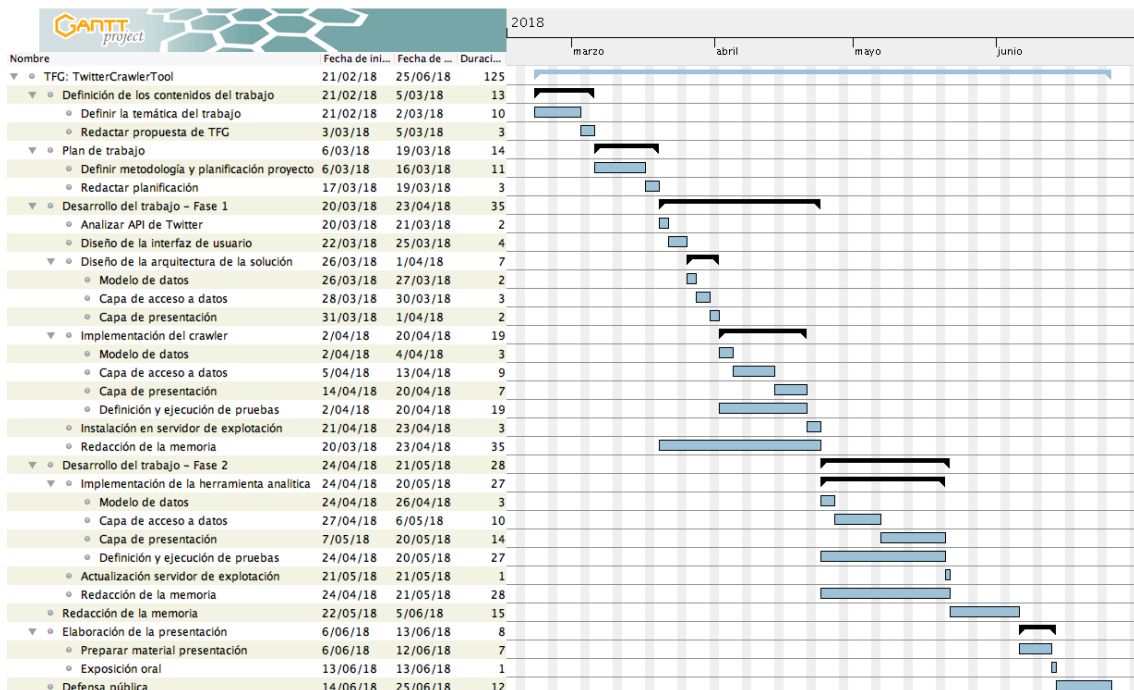 GANTT
project
2018
marzo abril mayo junio
Nombre Fecha de ini... Fecha de ... Duraci...
TFG: TwitterCrawlerTool 21/02/18 25/06/18 125
Definición de los contenidos del trabajo 21/02/18 5/03/18 13
Definir la temática del trabajo 21/02/18 2/03/18 10
Redactar propuesta de TFG 3/03/18 5/03/18 3
Plan de trabajo 6/03/18 19/03/18 14
Definir metodología y planificación proyecto 6/03/18 16/03/18 11
Redactar planificación 17/03/18 19/03/18 3
Desarrollo del trabajo – Fase 1 20/03/18 23/04/18 35
Analizar API de Twitter 20/03/18 21/03/18 2
Diseño de la interfaz de usuario 22/03/18 25/03/18 4
Diseño de la arquitectura de la solución 26/03/18 1/04/18 7
Modelo de datos 26/03/18 27/03/18 2
Capa de acceso a datos 28/03/18 30/03/18 3
Capa de presentación 31/03/18 1/04/18 2
Implementación del crawler 2/04/18 20/04/18 19
Modelo de datos 2/04/18 4/04/18 3
Capa de acceso a datos 5/04/18 13/04/18 9
Capa de presentación 14/04/18 20/04/18 7
Definición y ejecución de pruebas 2/04/18 20/04/18 19
Instalación en servidor de explotación 21/04/18 23/04/18 3
Redacción de la memoria 20/03/18 23/04/18 35
Desarrollo del trabajo – Fase 2 24/04/18 21/05/18 28
Implementación de la herramienta analitica 24/04/18 20/05/18 27
Modelo de datos 24/04/18 26/04/18 3
Capa de acceso a datos 27/04/18 6/05/18 10
Capa de presentación 7/05/18 20/05/18 14
Definición y ejecución de pruebas 24/04/18 20/05/18 27
Actualización servidor de explotación 21/05/18 21/05/18 1
Redacción de la memoria 24/04/18 21/05/18 28
Redacción de la memoria 22/05/18 5/06/18 15
Elaboración de la presentación 6/06/18 13/06/18 8
Preparar material presentación 6/06/18 12/06/18 7
Exposición oral 13/06/18 13/06/18 1
Defensa pública 14/06/18 25/06/18 12